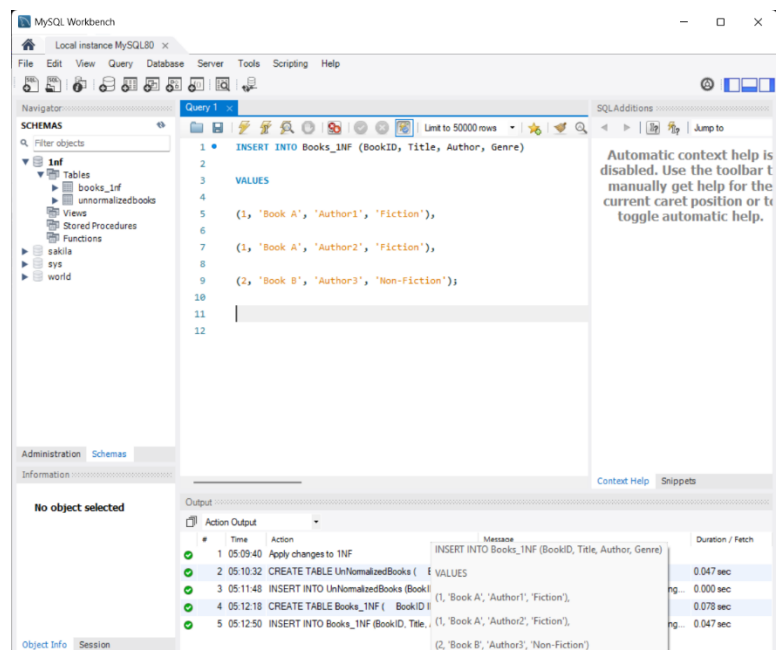 MySQL Workbench
Local instance MySQL80
File Edit View Query Database Server Tools Scripting Help
Navigator
SCHEMAS
Filter objects
1nf
Tables
books_1nf
unnormalizedbooks
Views
Stored Procedures
Functions
sakila
sys
world
Administration Schemas
Information
No object selected
Object Info Session
Query 1
Limit to 50000 rows
1 INSERT INTO Books_1NF (BookID, Title, Author, Genre)
2
3 VALUES
4
5 (1, 'Book A', 'Author1', 'Fiction'),
6
7 (1, 'Book A', 'Author2', 'Fiction'),
8
9 (2, 'Book B', 'Author3', 'Non-Fiction');
10
11
12
SQLAdditions
Jump to
Automatic context help is
disabled. Use the toolbar t
manually get help for the
current caret position or to
toggle automatic help.
Context Help Snippets
Output
Action Output
# Time Action Message Duration / Fetch
1 05:09:40 Apply changes to 1NF
2 05:10:32 CREATE TABLE UnNormalizedBooks ( 0.047 sec
3 05:11:48 INSERT INTO UnNormalizedBooks (BookI ng... 0.000 sec
4 05:12:18 CREATE TABLE Books_1NF ( BookID I 0.078 sec
5 05:12:50 INSERT INTO Books_1NF (BookID, Title, ng... 0.047 sec
INSERT INTO Books_1NF (BookID, Title, Author, Genre)
VALUES
(1, 'Book A', 'Author1', 'Fiction'),
(1, 'Book A', 'Author2', 'Fiction'),
(2, 'Book B', 'Author3', 'Non-Fiction')